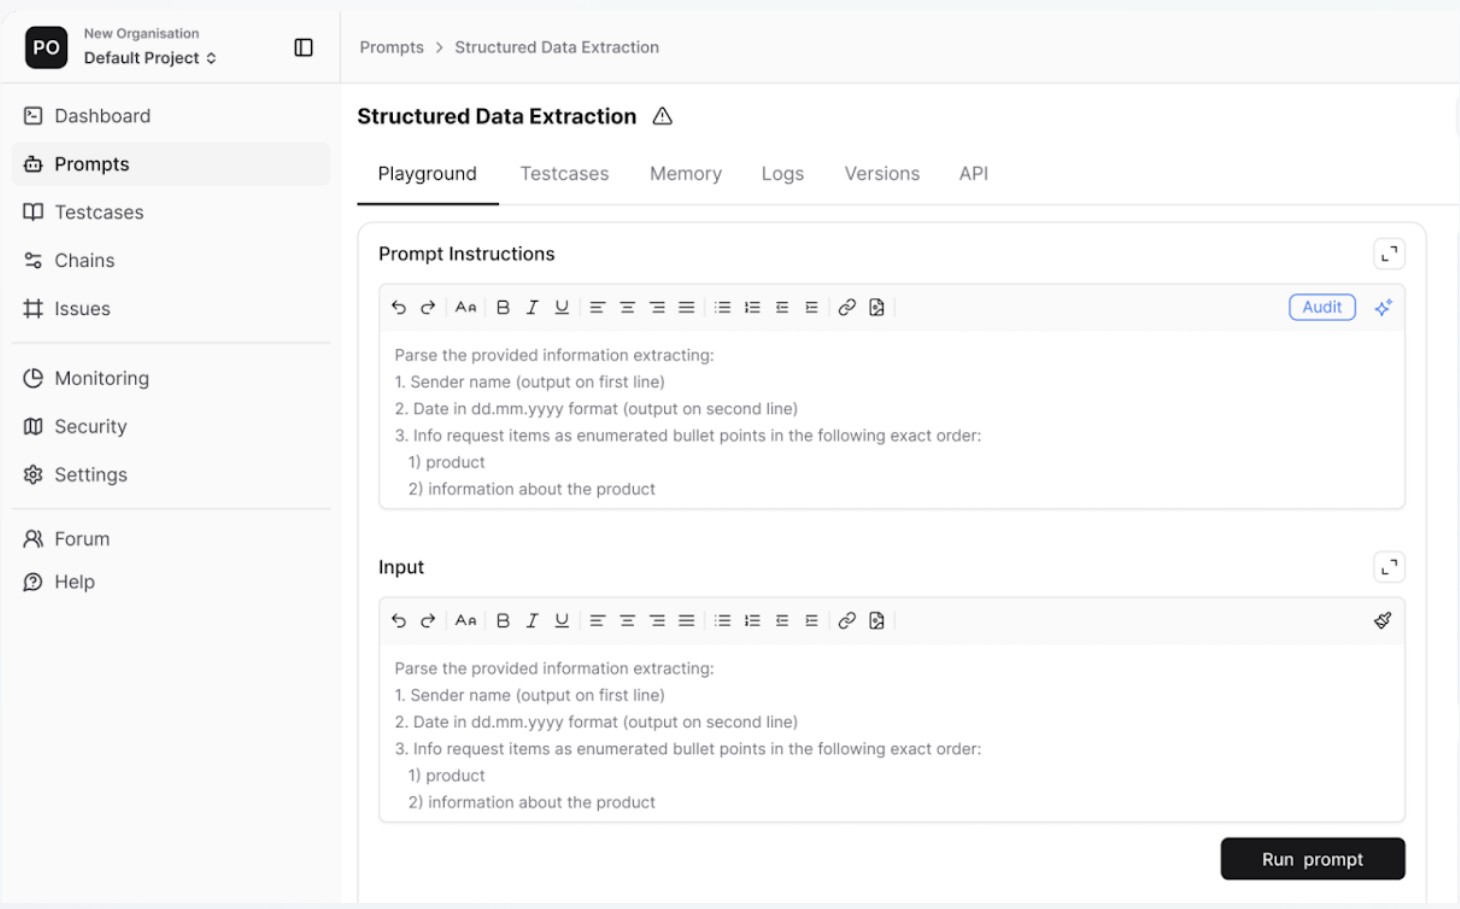 PO
New Organisation
Default Project
Prompts > Structured Data Extraction
Dashboard
Prompts
Testcases
Chains
Issues
Monitoring
Security
Settings
Forum
Help
Structured Data Extraction
Playground Testcases Memory Logs Versions API
Prompt Instructions
AA B I U Audit
Parse the provided information extracting:
1. Sender name (output on first line)
2. Date in dd.mm.yyyy format (output on second line)
3. Info request items as enumerated bullet points in the following exact order:
1) product
2) information about the product
Input
AA B I U
Parse the provided information extracting:
1. Sender name (output on first line)
2. Date in dd.mm.yyyy format (output on second line)
3. Info request items as enumerated bullet points in the following exact order:
1) product
2) information about the product
Run prompt